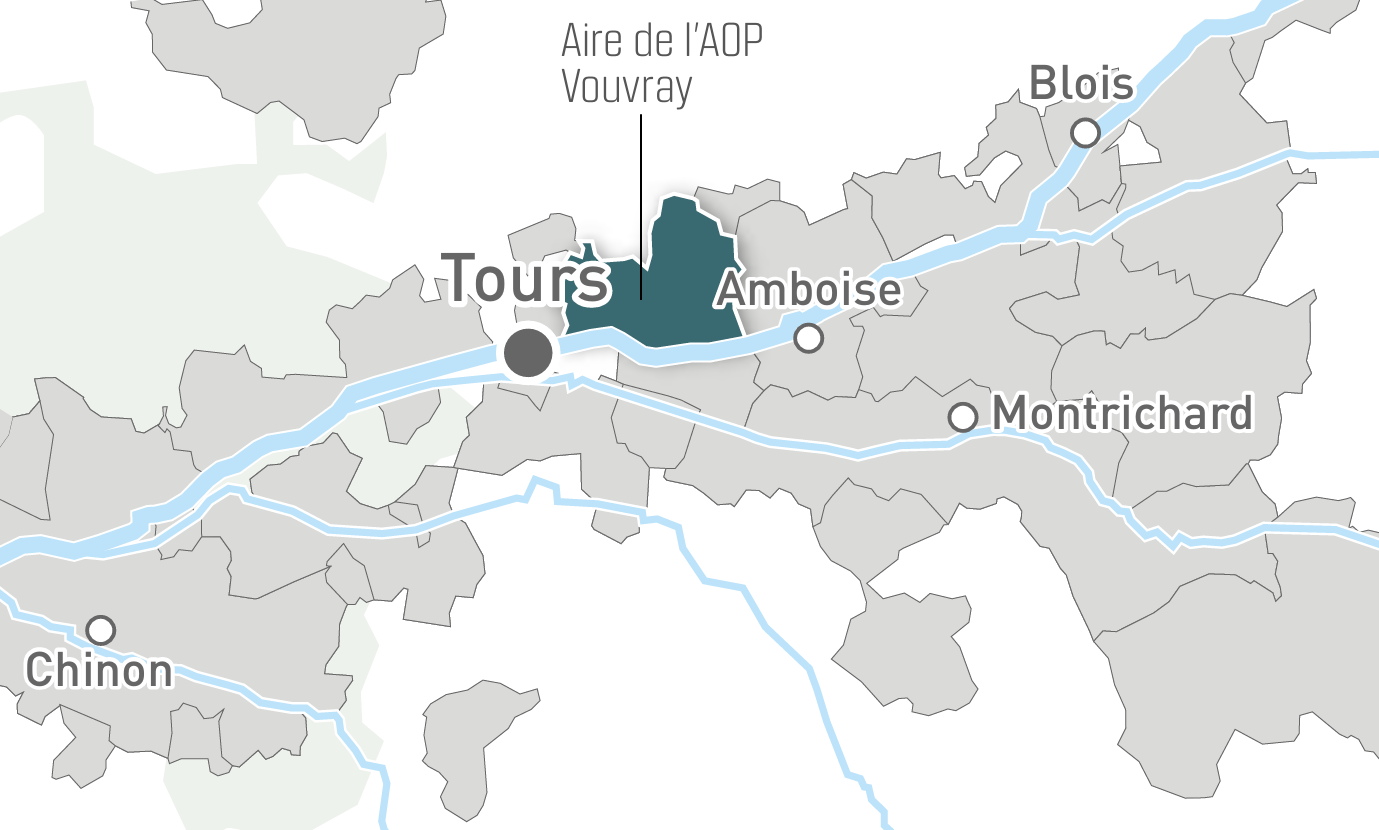 Aire de l'AOP
Vouvray
Blois
Tours
Amboise
Montrichard
Chinon